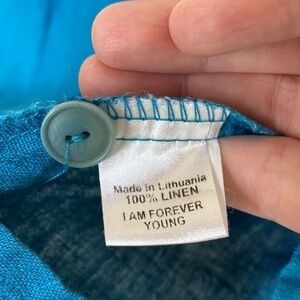 Made in Lithuania
100% LINEN
I AM FOREVER
YOUNG